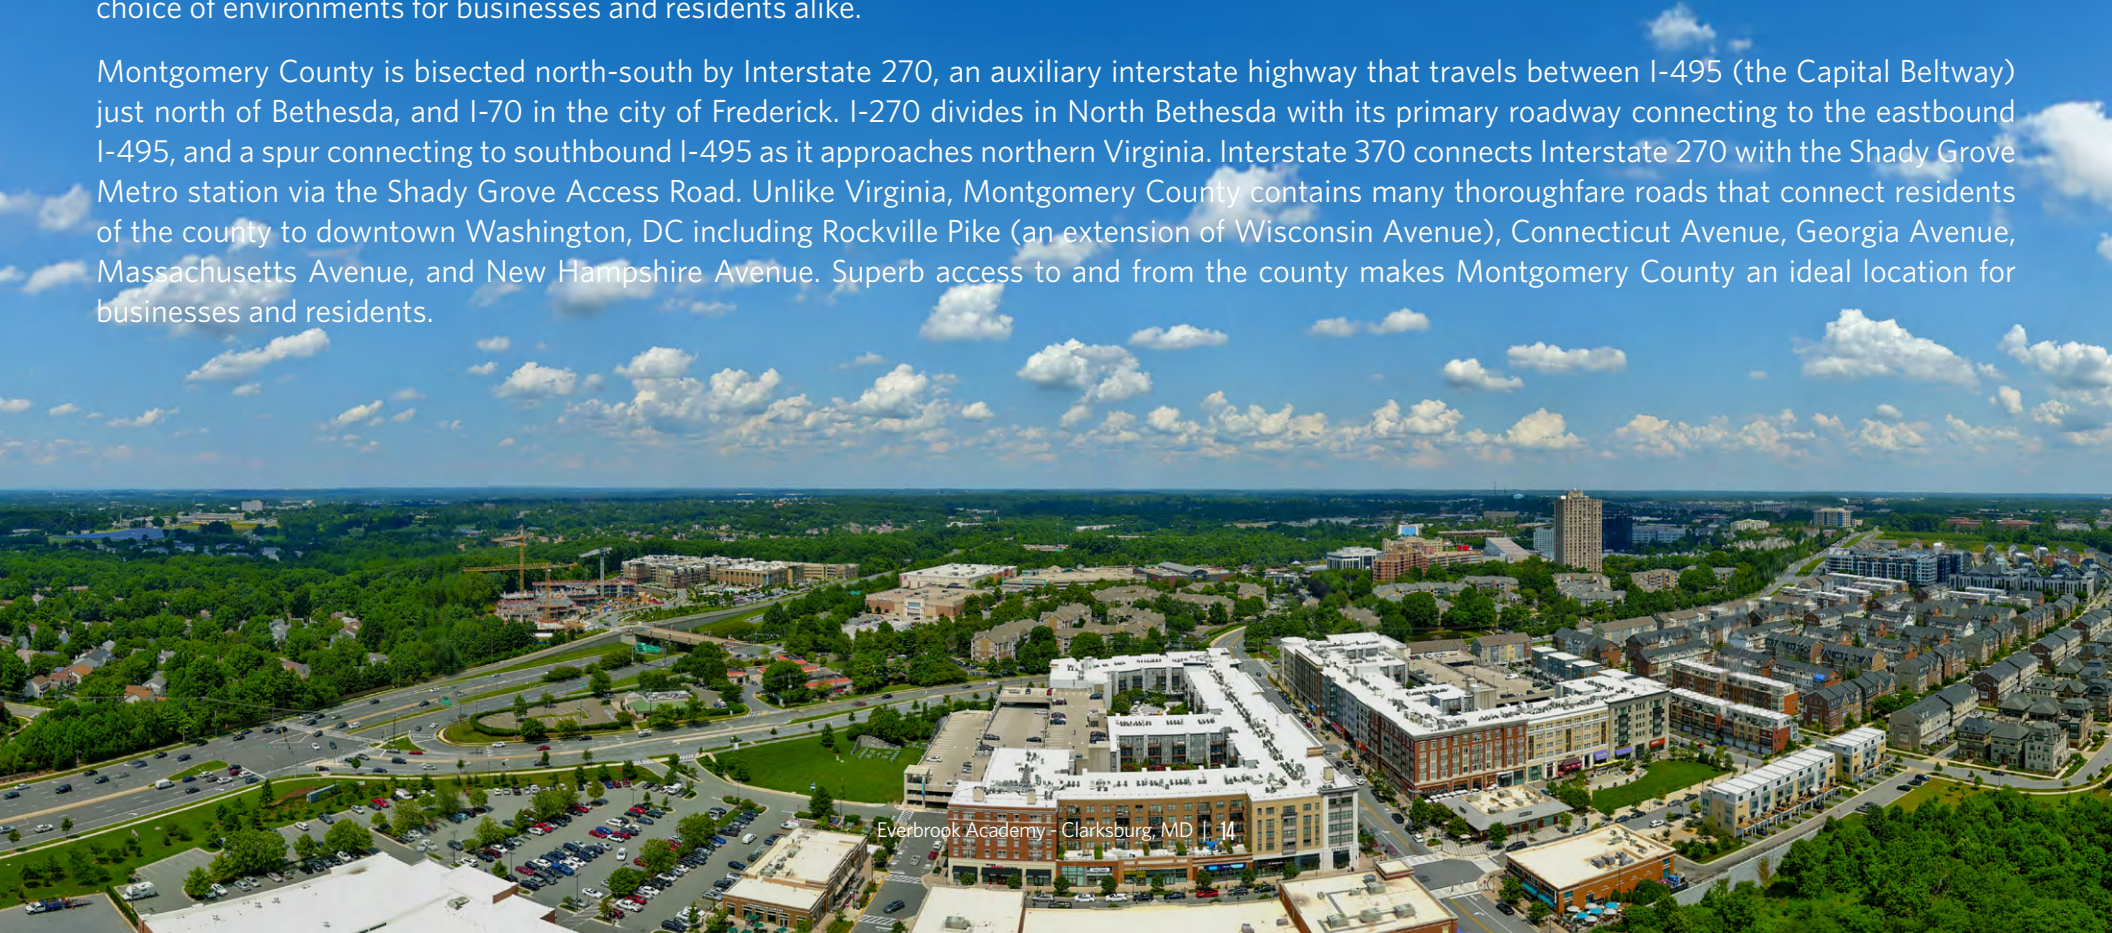 choice of environments for businesses and residents alike.
Montgomery County is bisected north-south by Interstate 270, an auxiliary interstate highway that travels between I-495 (the Capital Beltway)
just north of Bethesda, and I-70 in the city of Frederick. I-270 divides in North Bethesda with its primary roadway connecting to the eastbound
I-495, and a spur connecting to southbound I-495 as it approaches northern Virginia. Interstate 370 connects Interstate 270 with the Shady Grove
Metro station via the Shady Grove Access Road. Unlike Virginia, Montgomery County contains many thoroughfare roads that connect residents
of the county to downtown Washington, DC including Rockville Pike (an extension of Wisconsin Avenue), Connecticut Avenue, Georgia Avenue,
Massachusetts Avenue, and New Hampshire Avenue. Superb access to and from the county makes Montgomery County an ideal location for
businesses and residents.
Everbrook Academy - Clarksburg, MD | 14